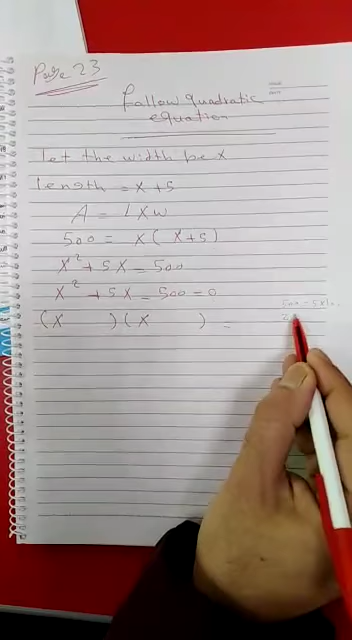 Page 23
fallow quadratic
equation
let the width be x
length = x + 5
A = L x w
500 = x ( x + 5 )
x² + 5x = 500
x² + 5x - 500 = 0
( x      ) ( x      ) =